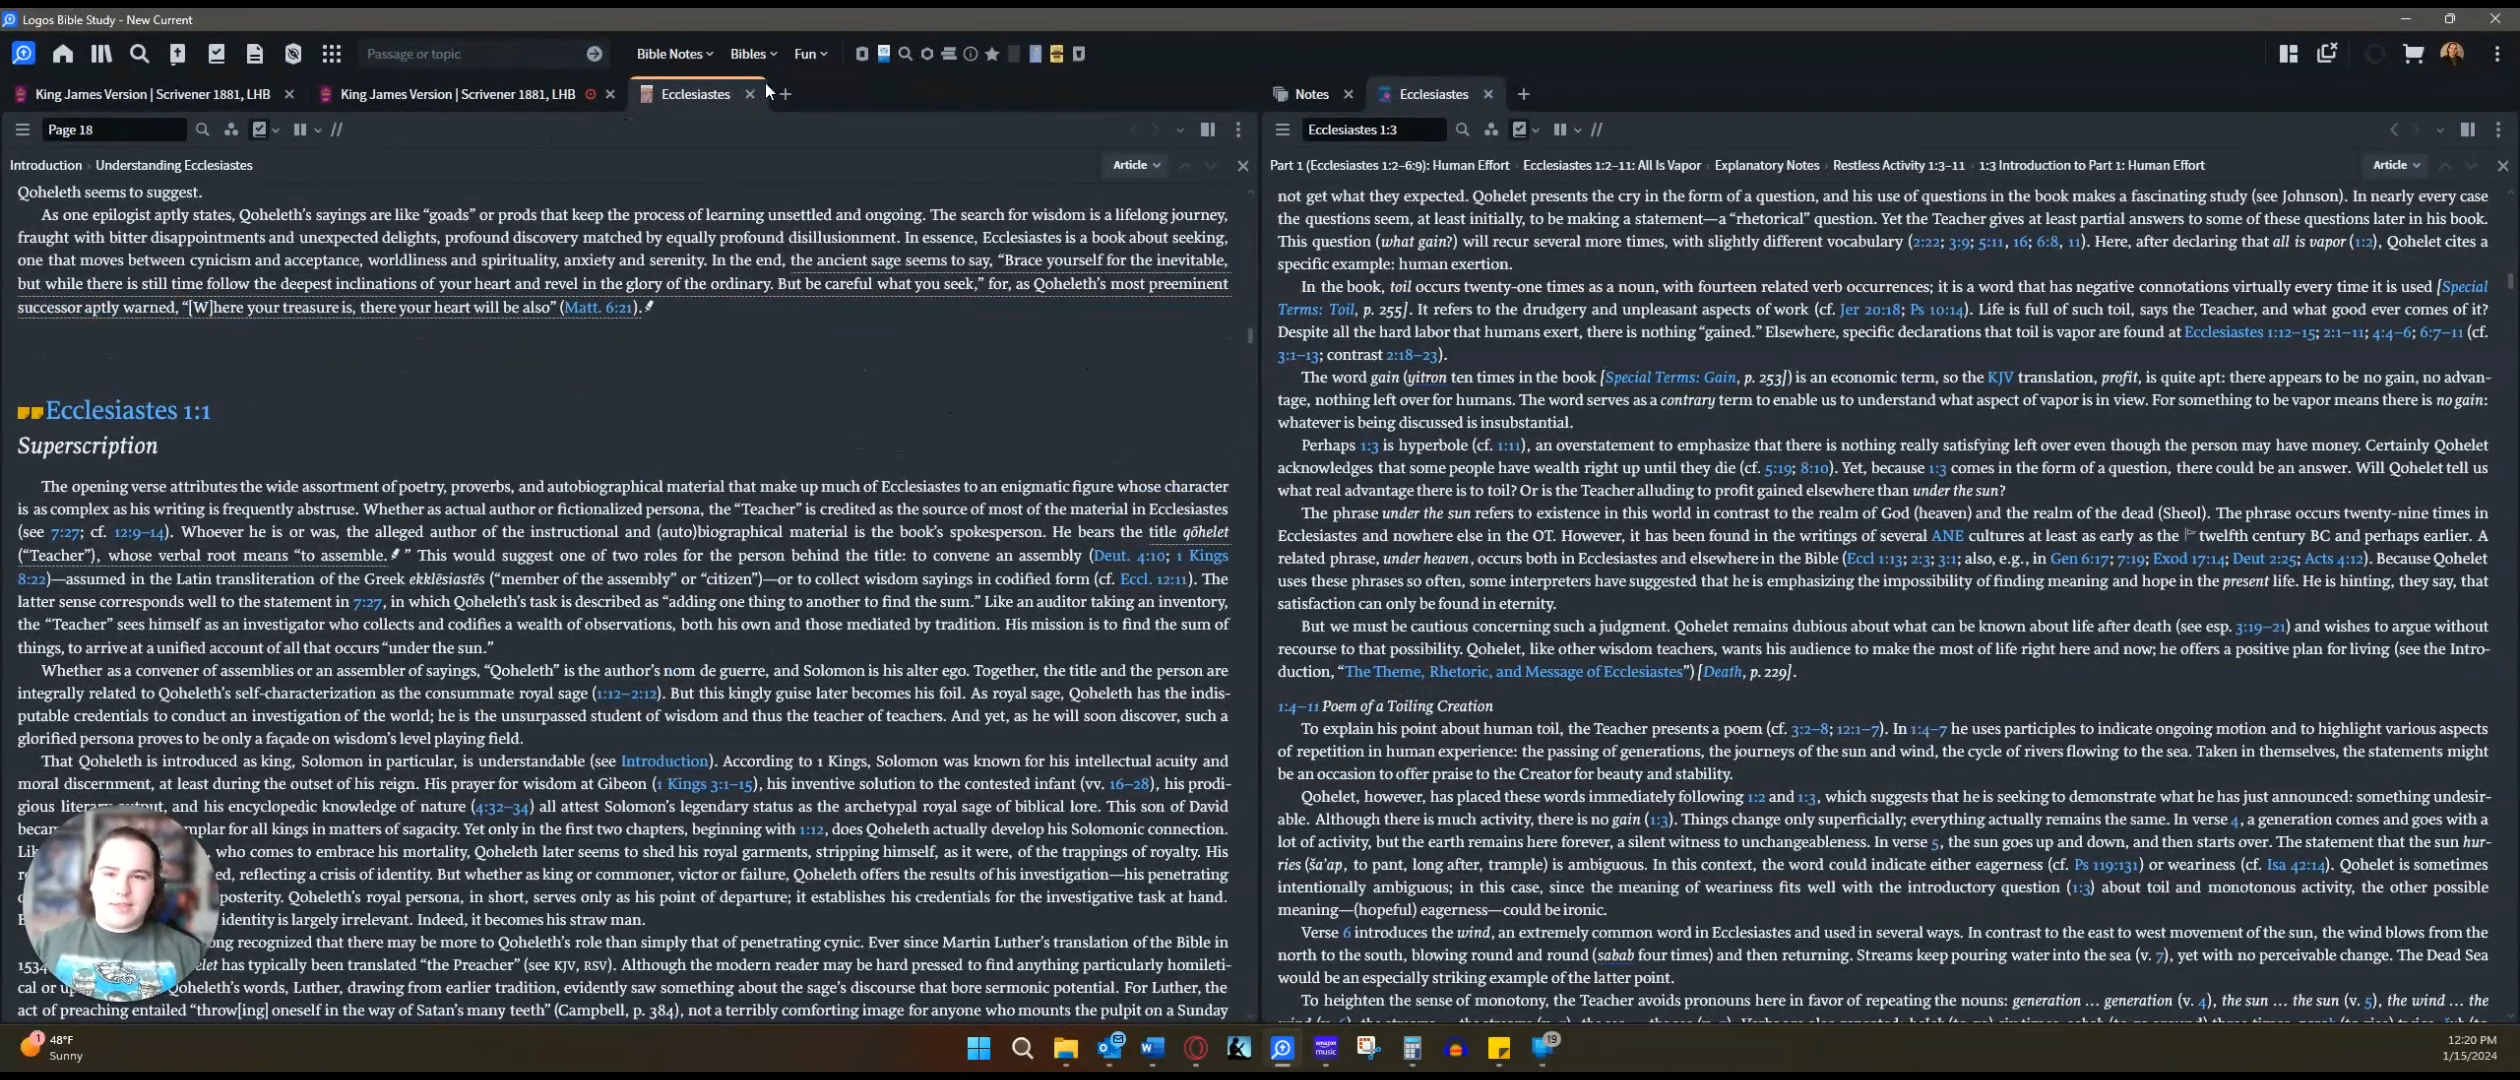 Logos Bible Study - New Current
Passage or topic
Bible Notes
Bibles
Fun
King James Version | Scrivener 1881, LHB
King James Version | Scrivener 1881, LHB
Ecclesiastes
Page 18
Introduction › Understanding Ecclesiastes
Article
Qoheleth seems to suggest.
As one epilogist aptly states, Qoheleth’s sayings are like “goads” or prods that keep the process of learning unsettled and ongoing. The search for wisdom is a lifelong journey,
fraught with bitter disappointments and unexpected delights, profound discovery matched by equally profound disillusionment. In essence, Ecclesiastes is a book about seeking,
one that moves between cynicism and acceptance, worldliness and spirituality, anxiety and serenity. In the end, the ancient sage seems to say, “Brace yourself for the inevitable,
but while there is still time follow the deepest inclinations of your heart and revel in the glory of the ordinary. But be careful what you seek,” for, as Qoheleth’s most preeminent
successor aptly warned, “[W]here your treasure is, there your heart will be also” (Matt. 6:21).
Ecclesiastes 1:1
Superscription
The opening verse attributes the wide assortment of poetry, proverbs, and autobiographical material that make up much of Ecclesiastes to an enigmatic figure whose character
is as complex as his writing is frequently abstruse. Whether as actual author or fictionalized persona, the “Teacher” is credited as the source of most of the material in Ecclesiastes
(see 7:27; cf. 12:9–14). Whoever he is or was, the alleged author of the instructional and (auto)biographical material is the book’s spokesperson. He bears the title qōhelet
(“Teacher”), whose verbal root means “to assemble.” This would suggest one of two roles for the person behind the title: to convene an assembly (Deut. 4:10; 1 Kings
8:22)—assumed in the Latin transliteration of the Greek ekklēsiastēs (“member of the assembly” or “citizen”)—or to collect wisdom sayings in codified form (cf. Eccl. 12:11). The
latter sense corresponds well to the statement in 7:27, in which Qoheleth’s task is described as “adding one thing to another to find the sum.” Like an auditor taking an inventory,
the “Teacher” sees himself as an investigator who collects and codifies a wealth of observations, both his own and those mediated by tradition. His mission is to find the sum of
things, to arrive at a unified account of all that occurs “under the sun.”
Whether as a convener of assemblies or an assembler of sayings, “Qoheleth” is the author’s nom de guerre, and Solomon is his alter ego. Together, the title and the person are
integrally related to Qoheleth’s self-characterization as the consummate royal sage (1:12–2:12). But this kingly guise later becomes his foil. As royal sage, Qoheleth has the indis-
putable credentials to conduct an investigation of the world; he is the unsurpassed student of wisdom and thus the teacher of teachers. And yet, as he will soon discover, such a
glorified persona proves to be only a façade on wisdom’s level playing field.
That Qoheleth is introduced as king, Solomon in particular, is understandable (see Introduction). According to 1 Kings, Solomon was known for his intellectual acuity and
moral discernment, at least during the outset of his reign. His prayer for wisdom at Gibeon (1 Kings 3:1–15), his inventive solution to the contested infant (vv. 16–28), his prodi-
gious literary output, and his encyclopedic knowledge of nature (4:32–34) all attest Solomon’s legendary status as the archetypal royal sage of biblical lore. This son of David
becam mplar for all kings in matters of sagacity. Yet only in the first two chapters, beginning with 1:12, does Qoheleth actually develop his Solomonic connection.
Li who comes to embrace his mortality, Qoheleth later seems to shed his royal garments, stripping himself, as it were, of the trappings of royalty. His
r ed, reflecting a crisis of identity. But whether as king or commoner, victor or failure, Qoheleth offers the results of his investigation—his penetrating
posterity. Qoheleth’s royal persona, in short, serves only as his point of departure; it establishes his credentials for the investigative task at hand.
identity is largely irrelevant. Indeed, it becomes his straw man.
ong recognized that there may be more to Qoheleth’s role than simply that of penetrating cynic. Ever since Martin Luther’s translation of the Bible in
1534 elet has typically been translated “the Preacher” (see KJV, RSV). Although the modern reader may be hard pressed to find anything particularly homileti-
cal or up Qoheleth’s words, Luther, drawing from earlier tradition, evidently saw something about the sage’s discourse that bore sermonic potential. For Luther, the
act of preaching entailed “throw[ing] oneself in the way of Satan’s many teeth” (Campbell, p. 384), not a terribly comforting image for anyone who mounts the pulpit on a Sunday
Notes
Ecclesiastes
Ecclesiastes 1:3
Part 1 (Ecclesiastes 1:2–6:9): Human Effort › Ecclesiastes 1:2–11: All Is Vapor › Explanatory Notes › Restless Activity 1:3–11 › 1:3 Introduction to Part 1: Human Effort
Article
not get what they expected. Qohelet presents the cry in the form of a question, and his use of questions in the book makes a fascinating study (see Johnson). In nearly every case
the questions seem, at least initially, to be making a statement—a “rhetorical” question. Yet the Teacher gives at least partial answers to some of these questions later in his book.
This question (what gain?) will recur several more times, with slightly different vocabulary (2:22; 3:9; 5:11, 16; 6:8, 11). Here, after declaring that all is vapor (1:2), Qohelet cites a
specific example: human exertion.
In the book, toil occurs twenty-one times as a noun, with fourteen related verb occurrences; it is a word that has negative connotations virtually every time it is used [Special
Terms: Toil, p. 255]. It refers to the drudgery and unpleasant aspects of work (cf. Jer 20:18; Ps 10:14). Life is full of such toil, says the Teacher, and what good ever comes of it?
Despite all the hard labor that humans exert, there is nothing “gained.” Elsewhere, specific declarations that toil is vapor are found at Ecclesiastes 1:12–15; 2:1–11; 4:4–6; 6:7–11 (cf.
3:1–13; contrast 2:18–23).
The word gain (yitron ten times in the book [Special Terms: Gain, p. 253]) is an economic term, so the KJV translation, profit, is quite apt: there appears to be no gain, no advan-
tage, nothing left over for humans. The word serves as a contrary term to enable us to understand what aspect of vapor is in view. For something to be vapor means there is no gain:
whatever is being discussed is insubstantial.
Perhaps 1:3 is hyperbole (cf. 1:11), an overstatement to emphasize that there is nothing really satisfying left over even though the person may have money. Certainly Qohelet
acknowledges that some people have wealth right up until they die (cf. 5:19; 8:10). Yet, because 1:3 comes in the form of a question, there could be an answer. Will Qohelet tell us
what real advantage there is to toil? Or is the Teacher alluding to profit gained elsewhere than under the sun?
The phrase under the sun refers to existence in this world in contrast to the realm of God (heaven) and the realm of the dead (Sheol). The phrase occurs twenty-nine times in
Ecclesiastes and nowhere else in the OT. However, it has been found in the writings of several ANE cultures at least as early as the twelfth century BC and perhaps earlier. A
related phrase, under heaven, occurs both in Ecclesiastes and elsewhere in the Bible (Eccl 1:13; 2:3; 3:1; also, e.g., in Gen 6:17; 7:19; Exod 17:14; Deut 2:25; Acts 4:12). Because Qohelet
uses these phrases so often, some interpreters have suggested that he is emphasizing the impossibility of finding meaning and hope in the present life. He is hinting, they say, that
satisfaction can only be found in eternity.
But we must be cautious concerning such a judgment. Qohelet remains dubious about what can be known about life after death (see esp. 3:19–21) and wishes to argue without
recourse to that possibility. Qohelet, like other wisdom teachers, wants his audience to make the most of life right here and now; he offers a positive plan for living (see the Intro-
duction, “The Theme, Rhetoric, and Message of Ecclesiastes”) [Death, p. 229].
1:4–11 Poem of a Toiling Creation
To explain his point about human toil, the Teacher presents a poem (cf. 3:2–8; 12:1–7). In 1:4–7 he uses participles to indicate ongoing motion and to highlight various aspects
of repetition in human experience: the passing of generations, the journeys of the sun and wind, the cycle of rivers flowing to the sea. Taken in themselves, the statements might
be an occasion to offer praise to the Creator for beauty and stability.
Qohelet, however, has placed these words immediately following 1:2 and 1:3, which suggests that he is seeking to demonstrate what he has just announced: something undesir-
able. Although there is much activity, there is no gain (1:3). Things change only superficially; everything actually remains the same. In verse 4, a generation comes and goes with a
lot of activity, but the earth remains here forever, a silent witness to unchangeableness. In verse 5, the sun goes up and down, and then starts over. The statement that the sun hur-
ries (ša’ap, to pant, long after, trample) is ambiguous. In this context, the word could indicate either eagerness (cf. Ps 119:131) or weariness (cf. Isa 42:14). Qohelet is sometimes
intentionally ambiguous; in this case, since the meaning of weariness fits well with the introductory question (1:3) about toil and monotonous activity, the other possible
meaning—(hopeful) eagerness—could be ironic.
Verse 6 introduces the wind, an extremely common word in Ecclesiastes and used in several ways. In contrast to the east to west movement of the sun, the wind blows from the
north to the south, blowing round and round (sabab four times) and then returning. Streams keep pouring water into the sea (v. 7), yet with no perceivable change. The Dead Sea
would be an especially striking example of the latter point.
To heighten the sense of monotony, the Teacher avoids pronouns here in favor of repeating the nouns: generation … generation (v. 4), the sun … the sun (v. 5), the wind … the
1
48°F
Sunny
amazon music
19
12:20 PM
1/15/2024